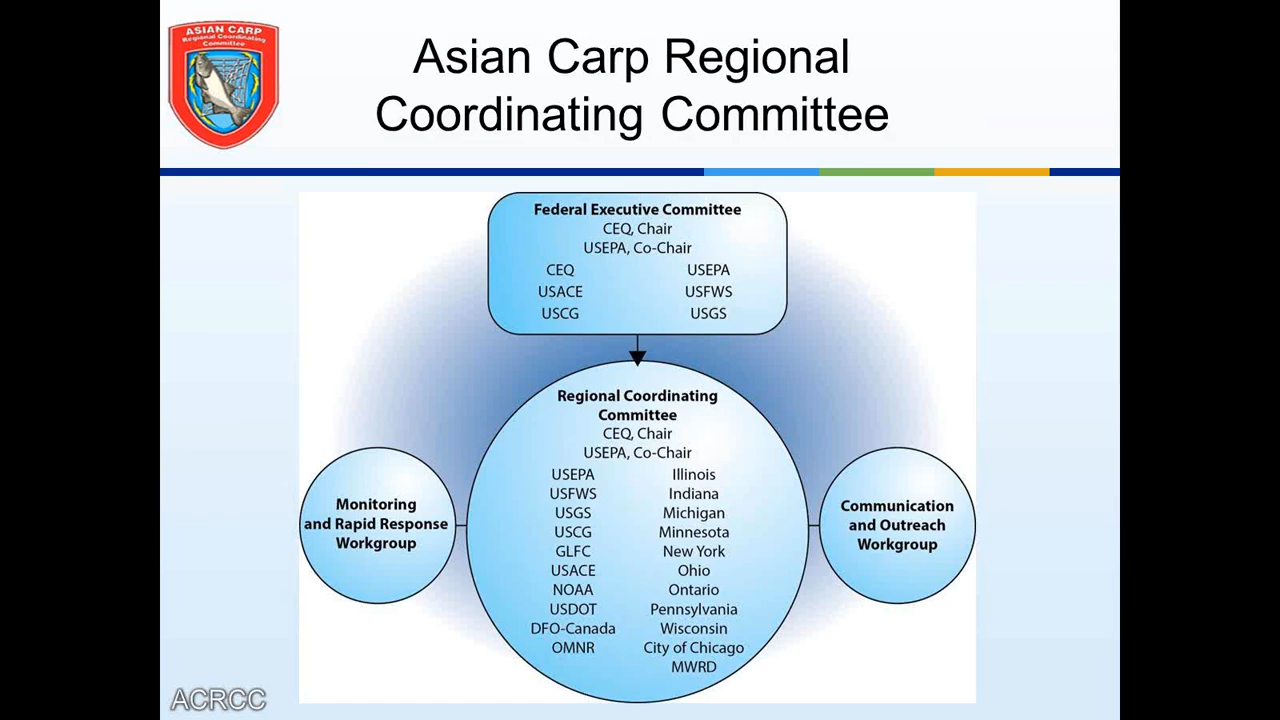 ASIAN CARP
Regional Coordinating
Committee
Asian Carp Regional
Coordinating Committee
Federal Executive Committee
CEQ, Chair
USEPA, Co-Chair
CEQ USEPA
USACE USFWS
USCG USGS
Regional Coordinating
Committee
CEQ, Chair
USEPA, Co-Chair
USEPA Illinois
USFWS Indiana
USGS Michigan
USCG Minnesota
GLFC New York
USACE Ohio
NOAA Ontario
USDOT Pennsylvania
DFO-Canada Wisconsin
OMNR City of Chicago
MWRD
Monitoring
and Rapid Response
Workgroup
Communication
and Outreach
Workgroup
ACRCC